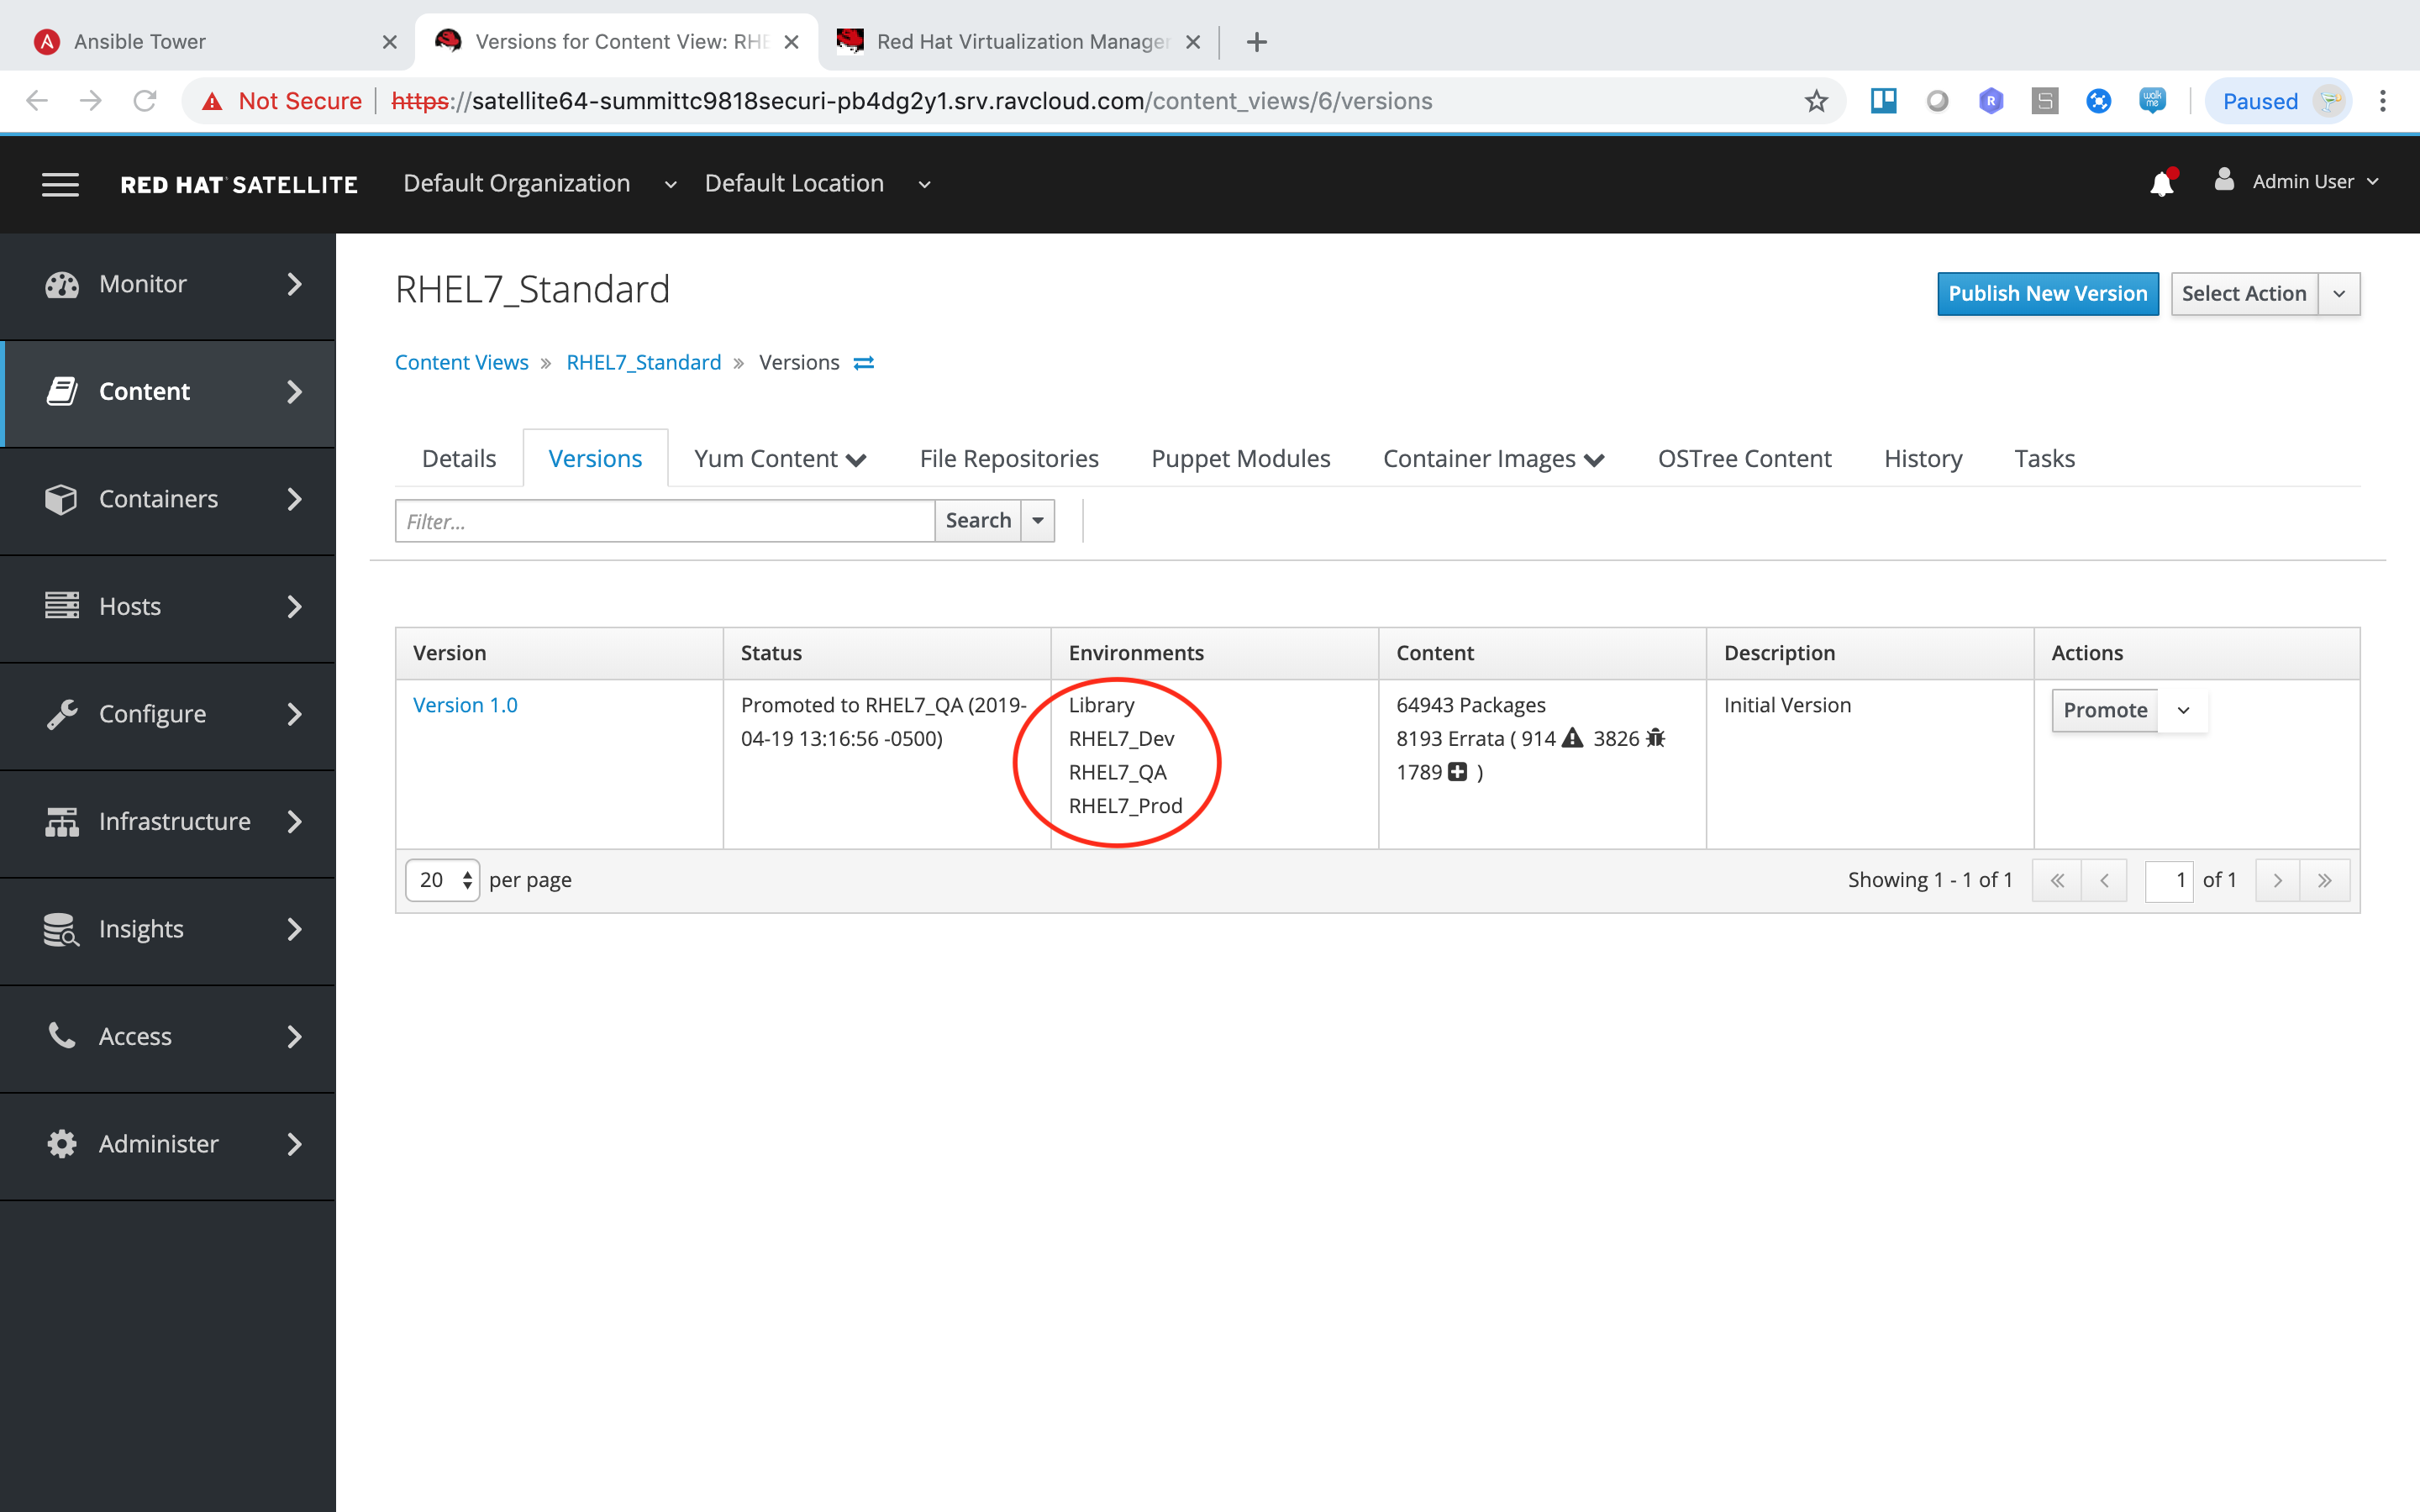 Ansible Tower
Versions for Content View: RHE
Red Hat Virtualization Manager
Not Secure
https://satellite64-summittc9818securi-pb4dg2y1.srv.ravcloud.com/content_views/6/versions
R
S
walk me
Paused
RED HAT SATELLITE
Default Organization
Default Location
Admin User
Monitor
Content
Containers
Hosts
Configure
Infrastructure
Insights
Access
Administer
RHEL7_Standard
Publish New Version
Select Action
Content Views » RHEL7_Standard » Versions
Details
Versions
Yum Content
File Repositories
Puppet Modules
Container Images
OSTree Content
History
Tasks
Filter...
Search
Version
Status
Environments
Content
Description
Actions
Version 1.0
Promoted to RHEL7_QA (2019-
04-19 13:16:56 -0500)
Library
RHEL7_Dev
RHEL7_QA
RHEL7_Prod
64943 Packages
8193 Errata ( 914 3826
1789 )
Initial Version
Promote
20 per page
Showing 1 - 1 of 1
1 of 1